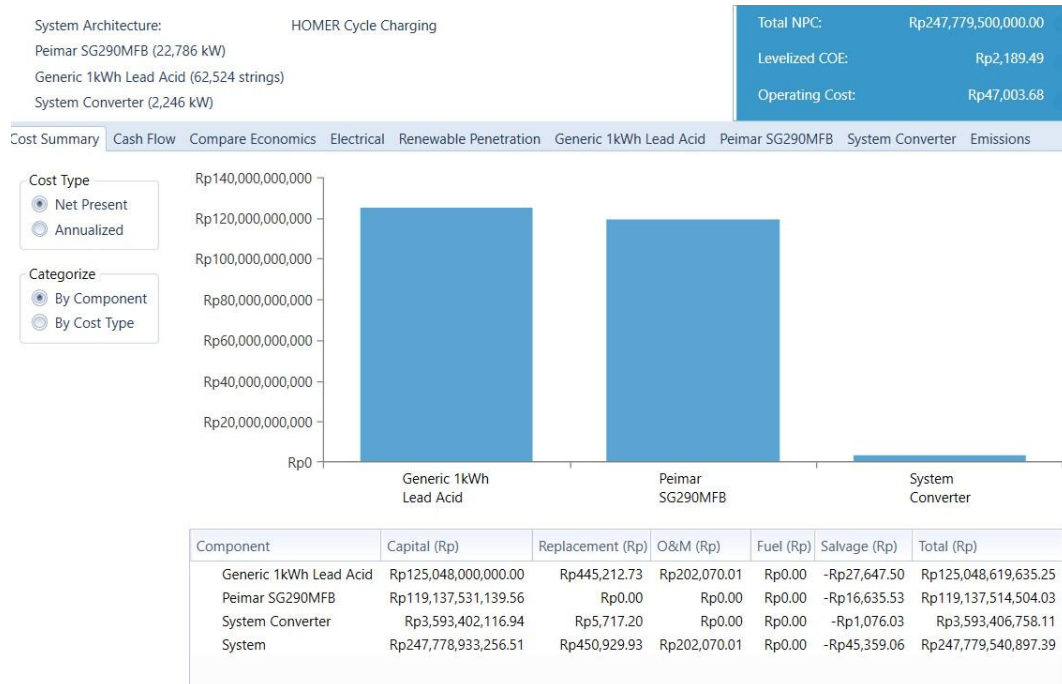 System Architecture: HOMER Cycle Charging
Peimar SG290MFB (22,786 kW)
Generic 1kWh Lead Acid (62,524 strings)
System Converter (2,246 kW)
Total NPC: Rp247,779,500,000.00
Levelized COE: Rp2,189.49
Operating Cost: Rp47,003.68
Cost Summary Cash Flow Compare Economics Electrical Renewable Penetration Generic 1kWh Lead Acid Peimar SG290MFB System Converter Emissions
Cost Type
Net Present
Annualized
Categorize
By Component
By Cost Type
Rp140,000,000,000
Rp120,000,000,000
Rp100,000,000,000
Rp80,000,000,000
Rp60,000,000,000
Rp40,000,000,000
Rp20,000,000,000
Rp0
Generic 1kWh
Lead Acid
Peimar
SG290MFB
System
Converter
Component Capital (Rp) Replacement (Rp) O&M (Rp) Fuel (Rp) Salvage (Rp) Total (Rp)
Generic 1kWh Lead Acid Rp125,048,000,000.00 Rp445,212.73 Rp202,070.01 Rp0.00 -Rp27,647.50 Rp125,048,619,635.25
Peimar SG290MFB Rp119,137,531,139.56 Rp0.00 Rp0.00 Rp0.00 -Rp16,635.53 Rp119,137,514,504.03
System Converter Rp3,593,402,116.94 Rp5,717.20 Rp0.00 Rp0.00 -Rp1,076.03 Rp3,593,406,758.11
System Rp247,778,933,256.51 Rp450,929.93 Rp202,070.01 Rp0.00 -Rp45,359.06 Rp247,779,540,897.39